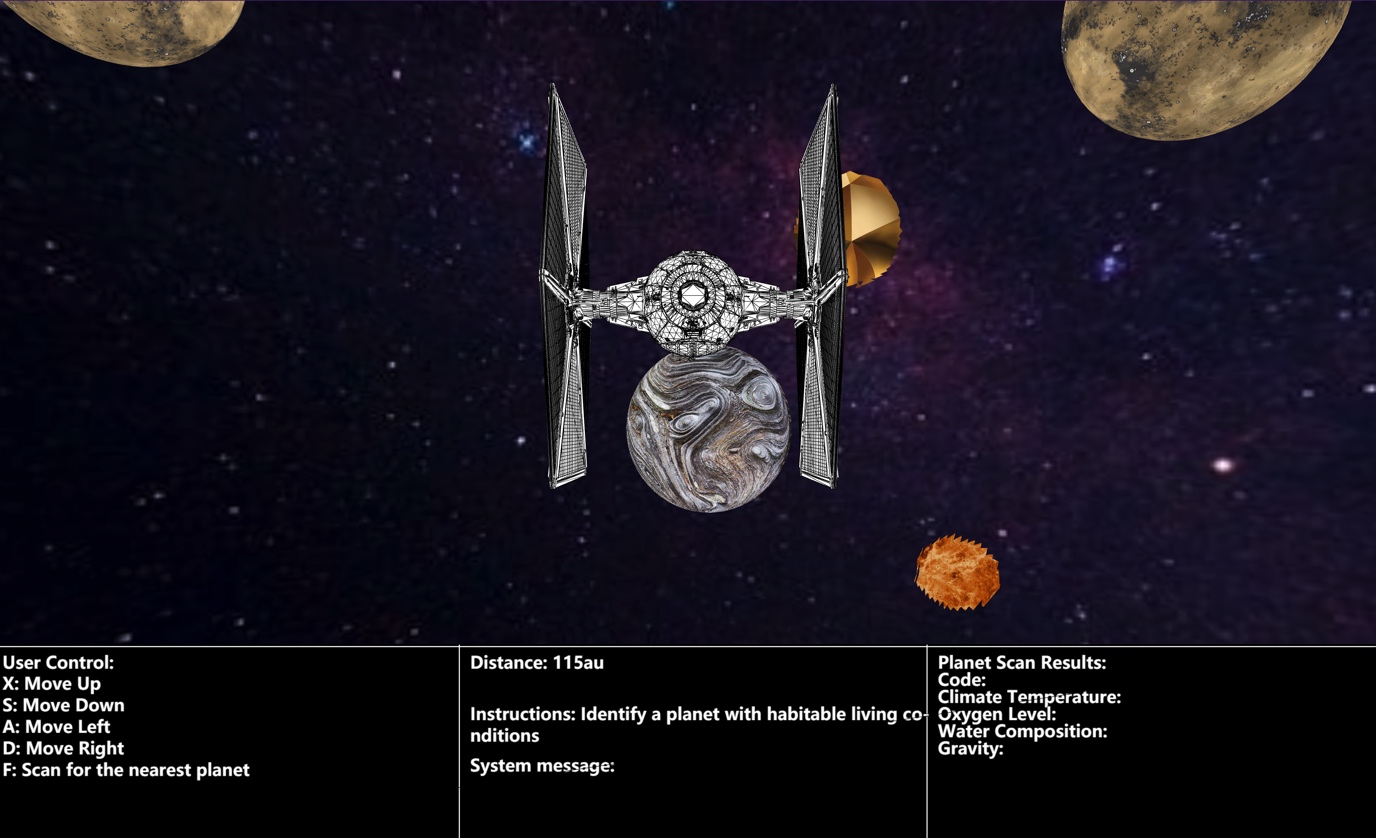 User Control:
X: Move Up
S: Move Down
A: Move Left
D: Move Right
F: Scan for the nearest planet
Distance: 115au
Instructions: Identify a planet with habitable living co-
nditions
System message:
Planet Scan Results:
Code:
Climate Temperature:
Oxygen Level:
Water Composition:
Gravity: